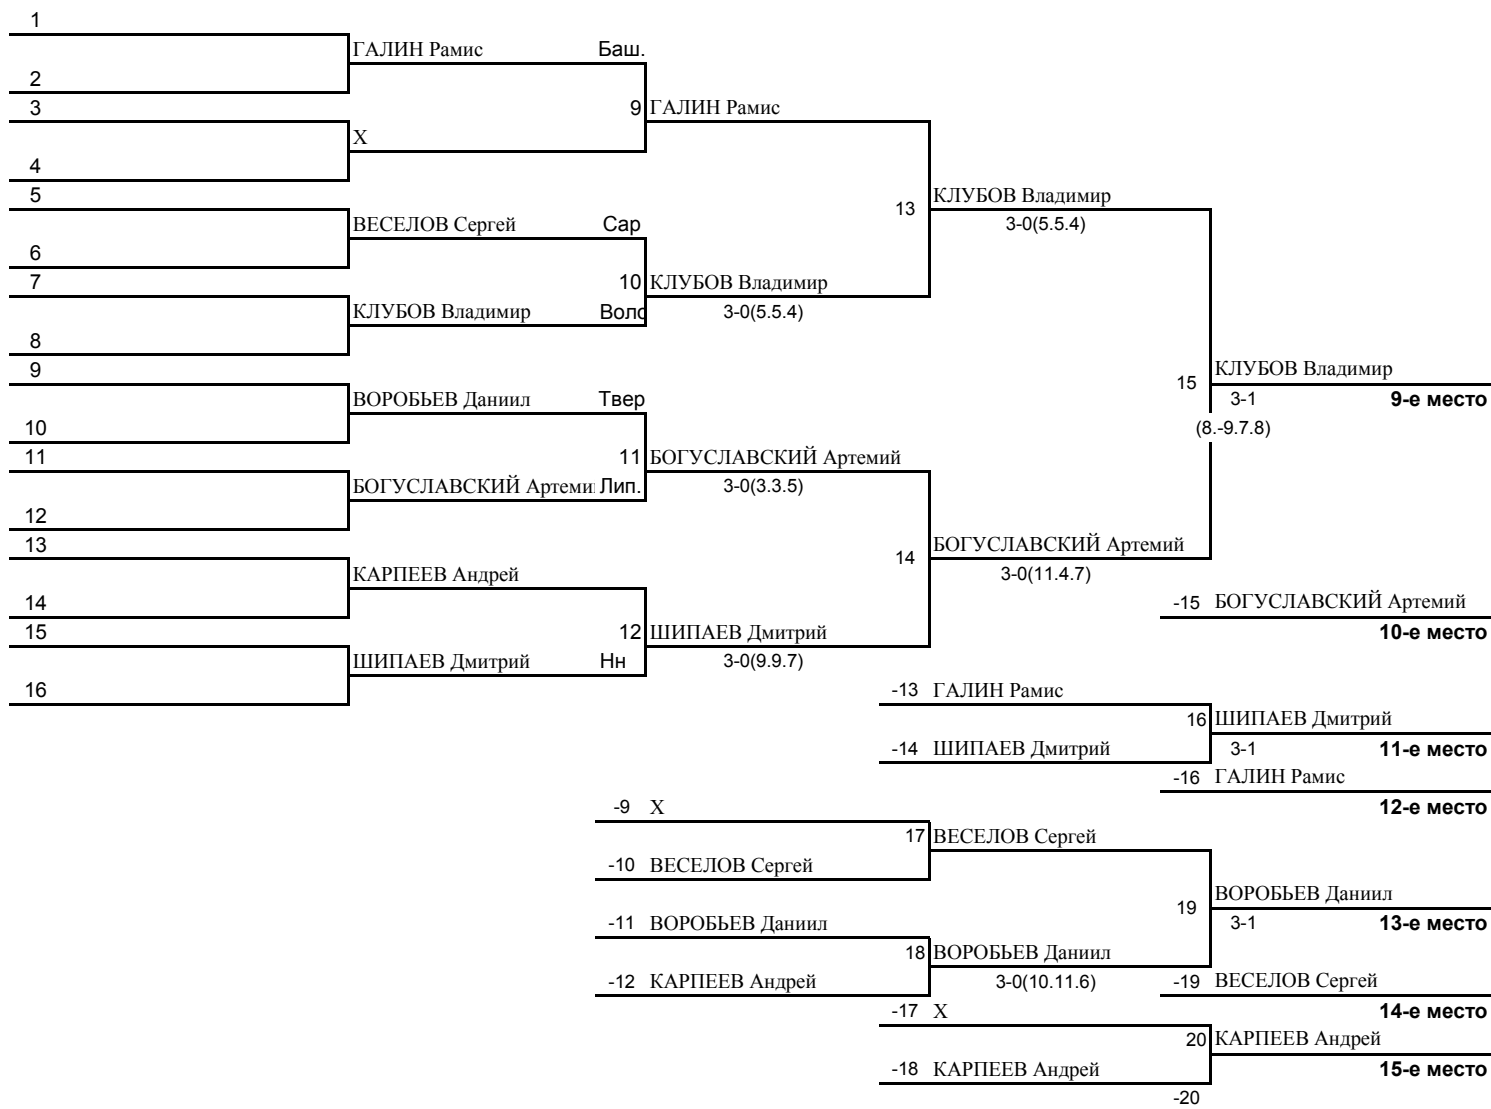 1
ГАЛИН Рамис Баш.
2
3
9 ГАЛИН Рамис
X
4
5
КЛУБОВ Владимир
13
ВЕСЕЛОВ Сергей Сар
3-0(5.5.4)
6
7
10 КЛУБОВ Владимир
КЛУБОВ Владимир Воло
3-0(5.5.4)
8
9
КЛУБОВ Владимир
15
ВОРОБЬЕВ Даниил Твер
3-1 9-е место
10
(8.-9.7.8)
11
11 БОГУСЛАВСКИЙ Артемий
БОГУСЛАВСКИЙ Артеми Лип.
3-0(3.3.5)
12
13
БОГУСЛАВСКИЙ Артемий
14
КАРПЕЕВ Андрей
3-0(11.4.7)
14
-15 БОГУСЛАВСКИЙ Артемий
15
12 ШИПАЕВ Дмитрий
10-е место
ШИПАЕВ Дмитрий Нн
3-0(9.9.7)
16
-13 ГАЛИН Рамис
16 ШИПАЕВ Дмитрий
-14 ШИПАЕВ Дмитрий
3-1 11-е место
-16 ГАЛИН Рамис
-9 X
12-е место
17 ВЕСЕЛОВ Сергей
-10 ВЕСЕЛОВ Сергей
ВОРОБЬЕВ Даниил
19
-11 ВОРОБЬЕВ Даниил
3-1 13-е место
18 ВОРОБЬЕВ Даниил
-12 КАРПЕЕВ Андрей
3-0(10.11.6)
-19 ВЕСЕЛОВ Сергей
-17 X
14-е место
20 КАРПЕЕВ Андрей
-18 КАРПЕЕВ Андрей
15-е место
-20